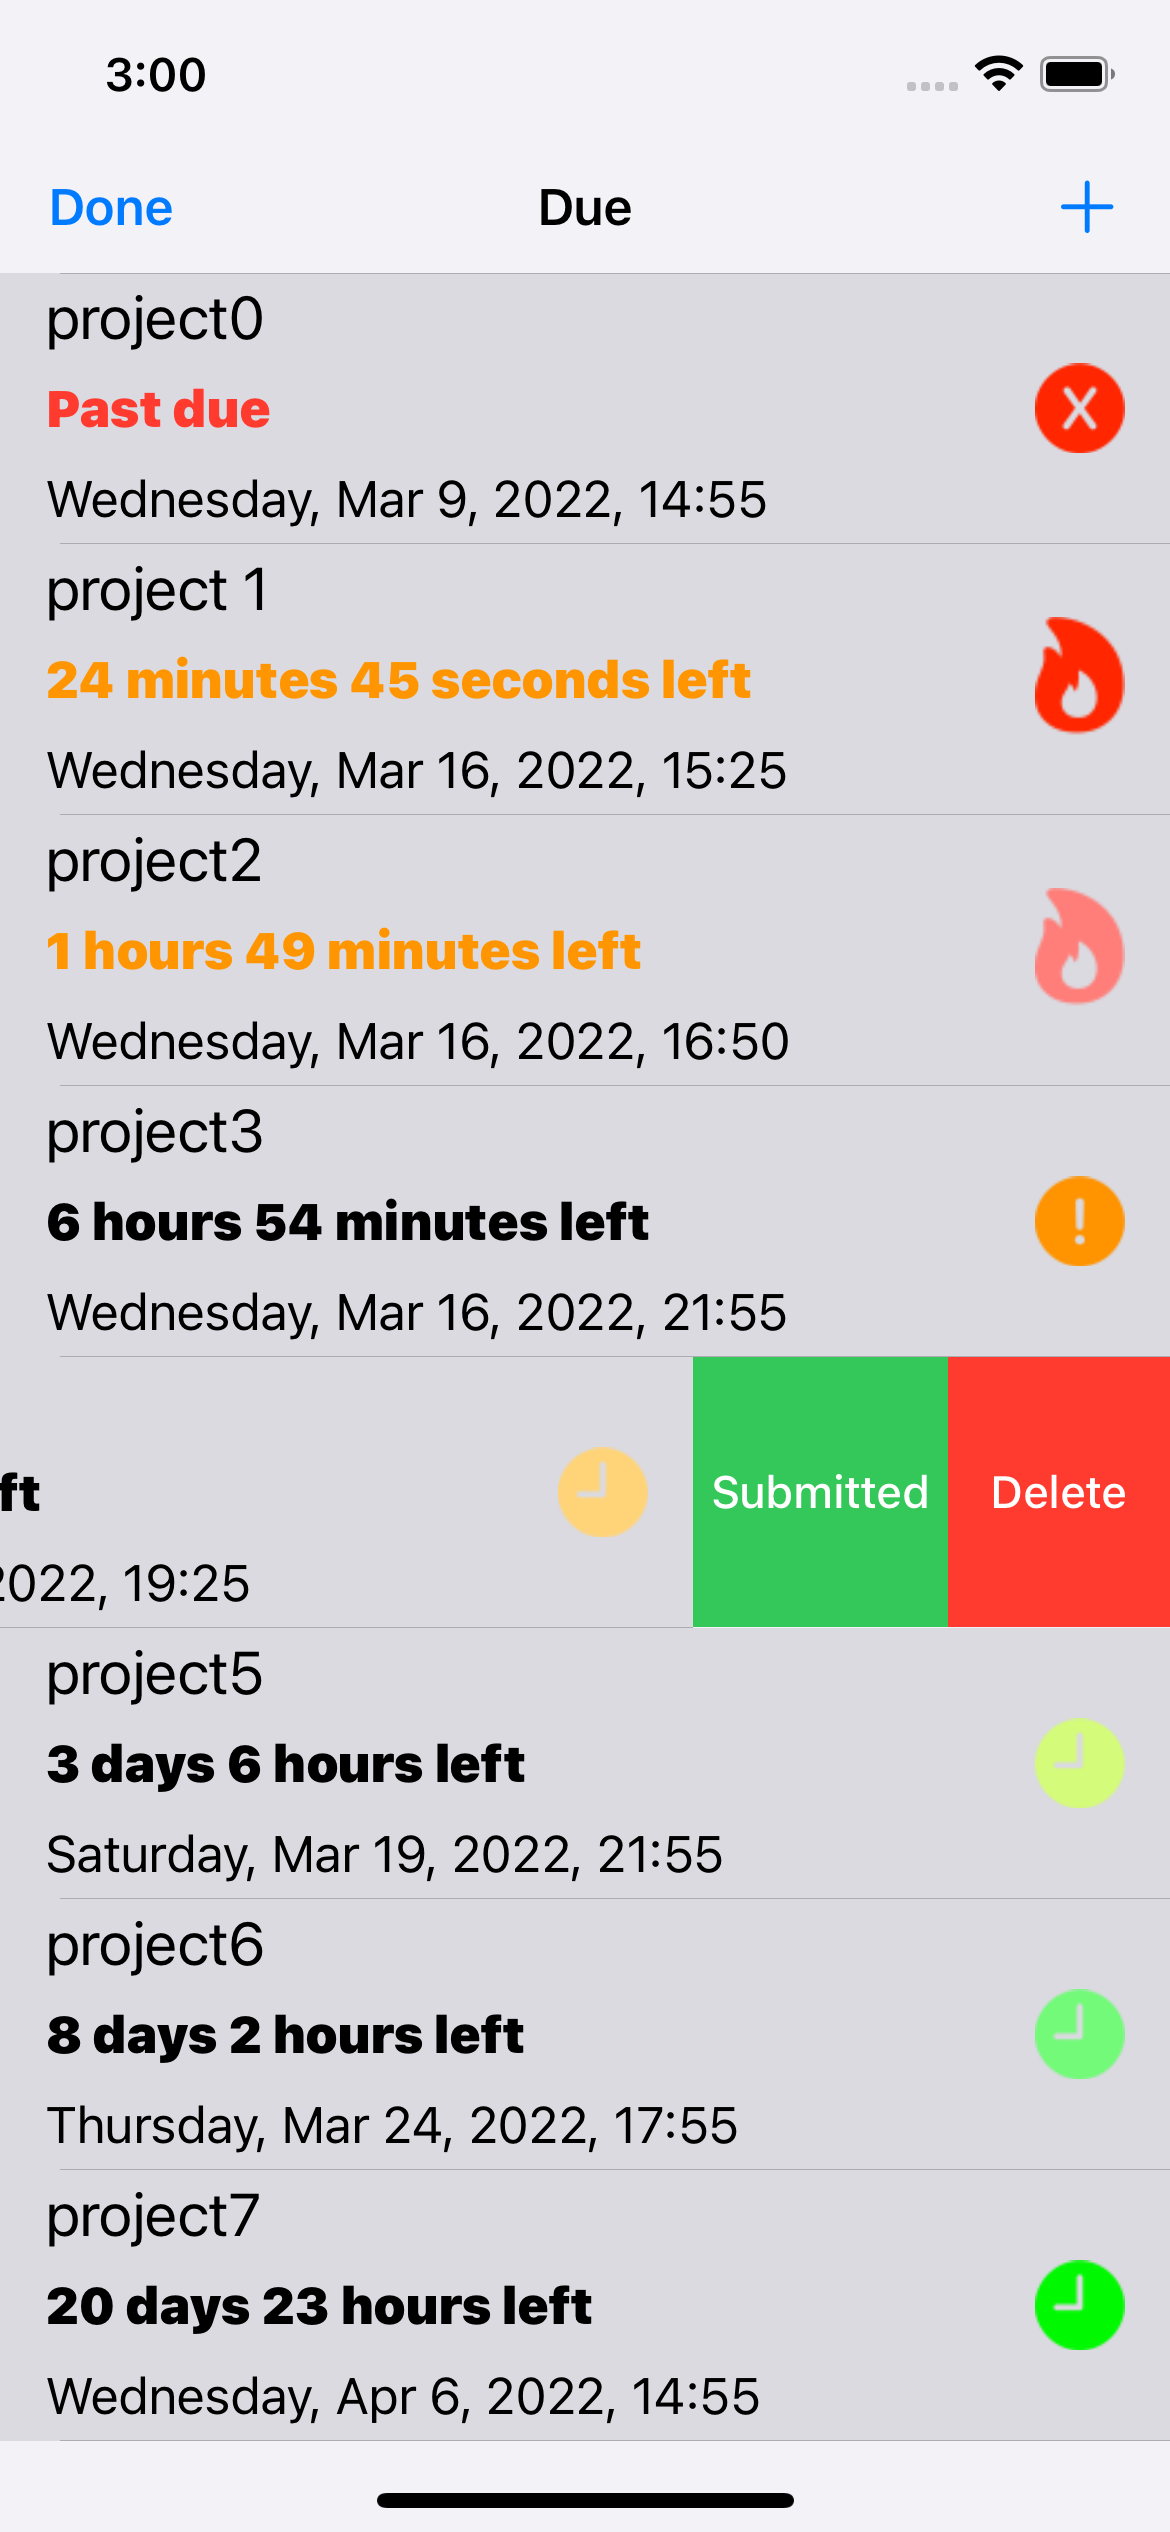 3:00
Done Due +
project0
Past due
X
Wednesday, Mar 9, 2022, 14:55
project 1
24 minutes 45 seconds left
Wednesday, Mar 16, 2022, 15:25
project2
1 hours 49 minutes left
Wednesday, Mar 16, 2022, 16:50
project3
6 hours 54 minutes left
!
Wednesday, Mar 16, 2022, 21:55
ft
Submitted Delete
2022, 19:25
project5
3 days 6 hours left
Saturday, Mar 19, 2022, 21:55
project6
8 days 2 hours left
Thursday, Mar 24, 2022, 17:55
project7
20 days 23 hours left
Wednesday, Apr 6, 2022, 14:55